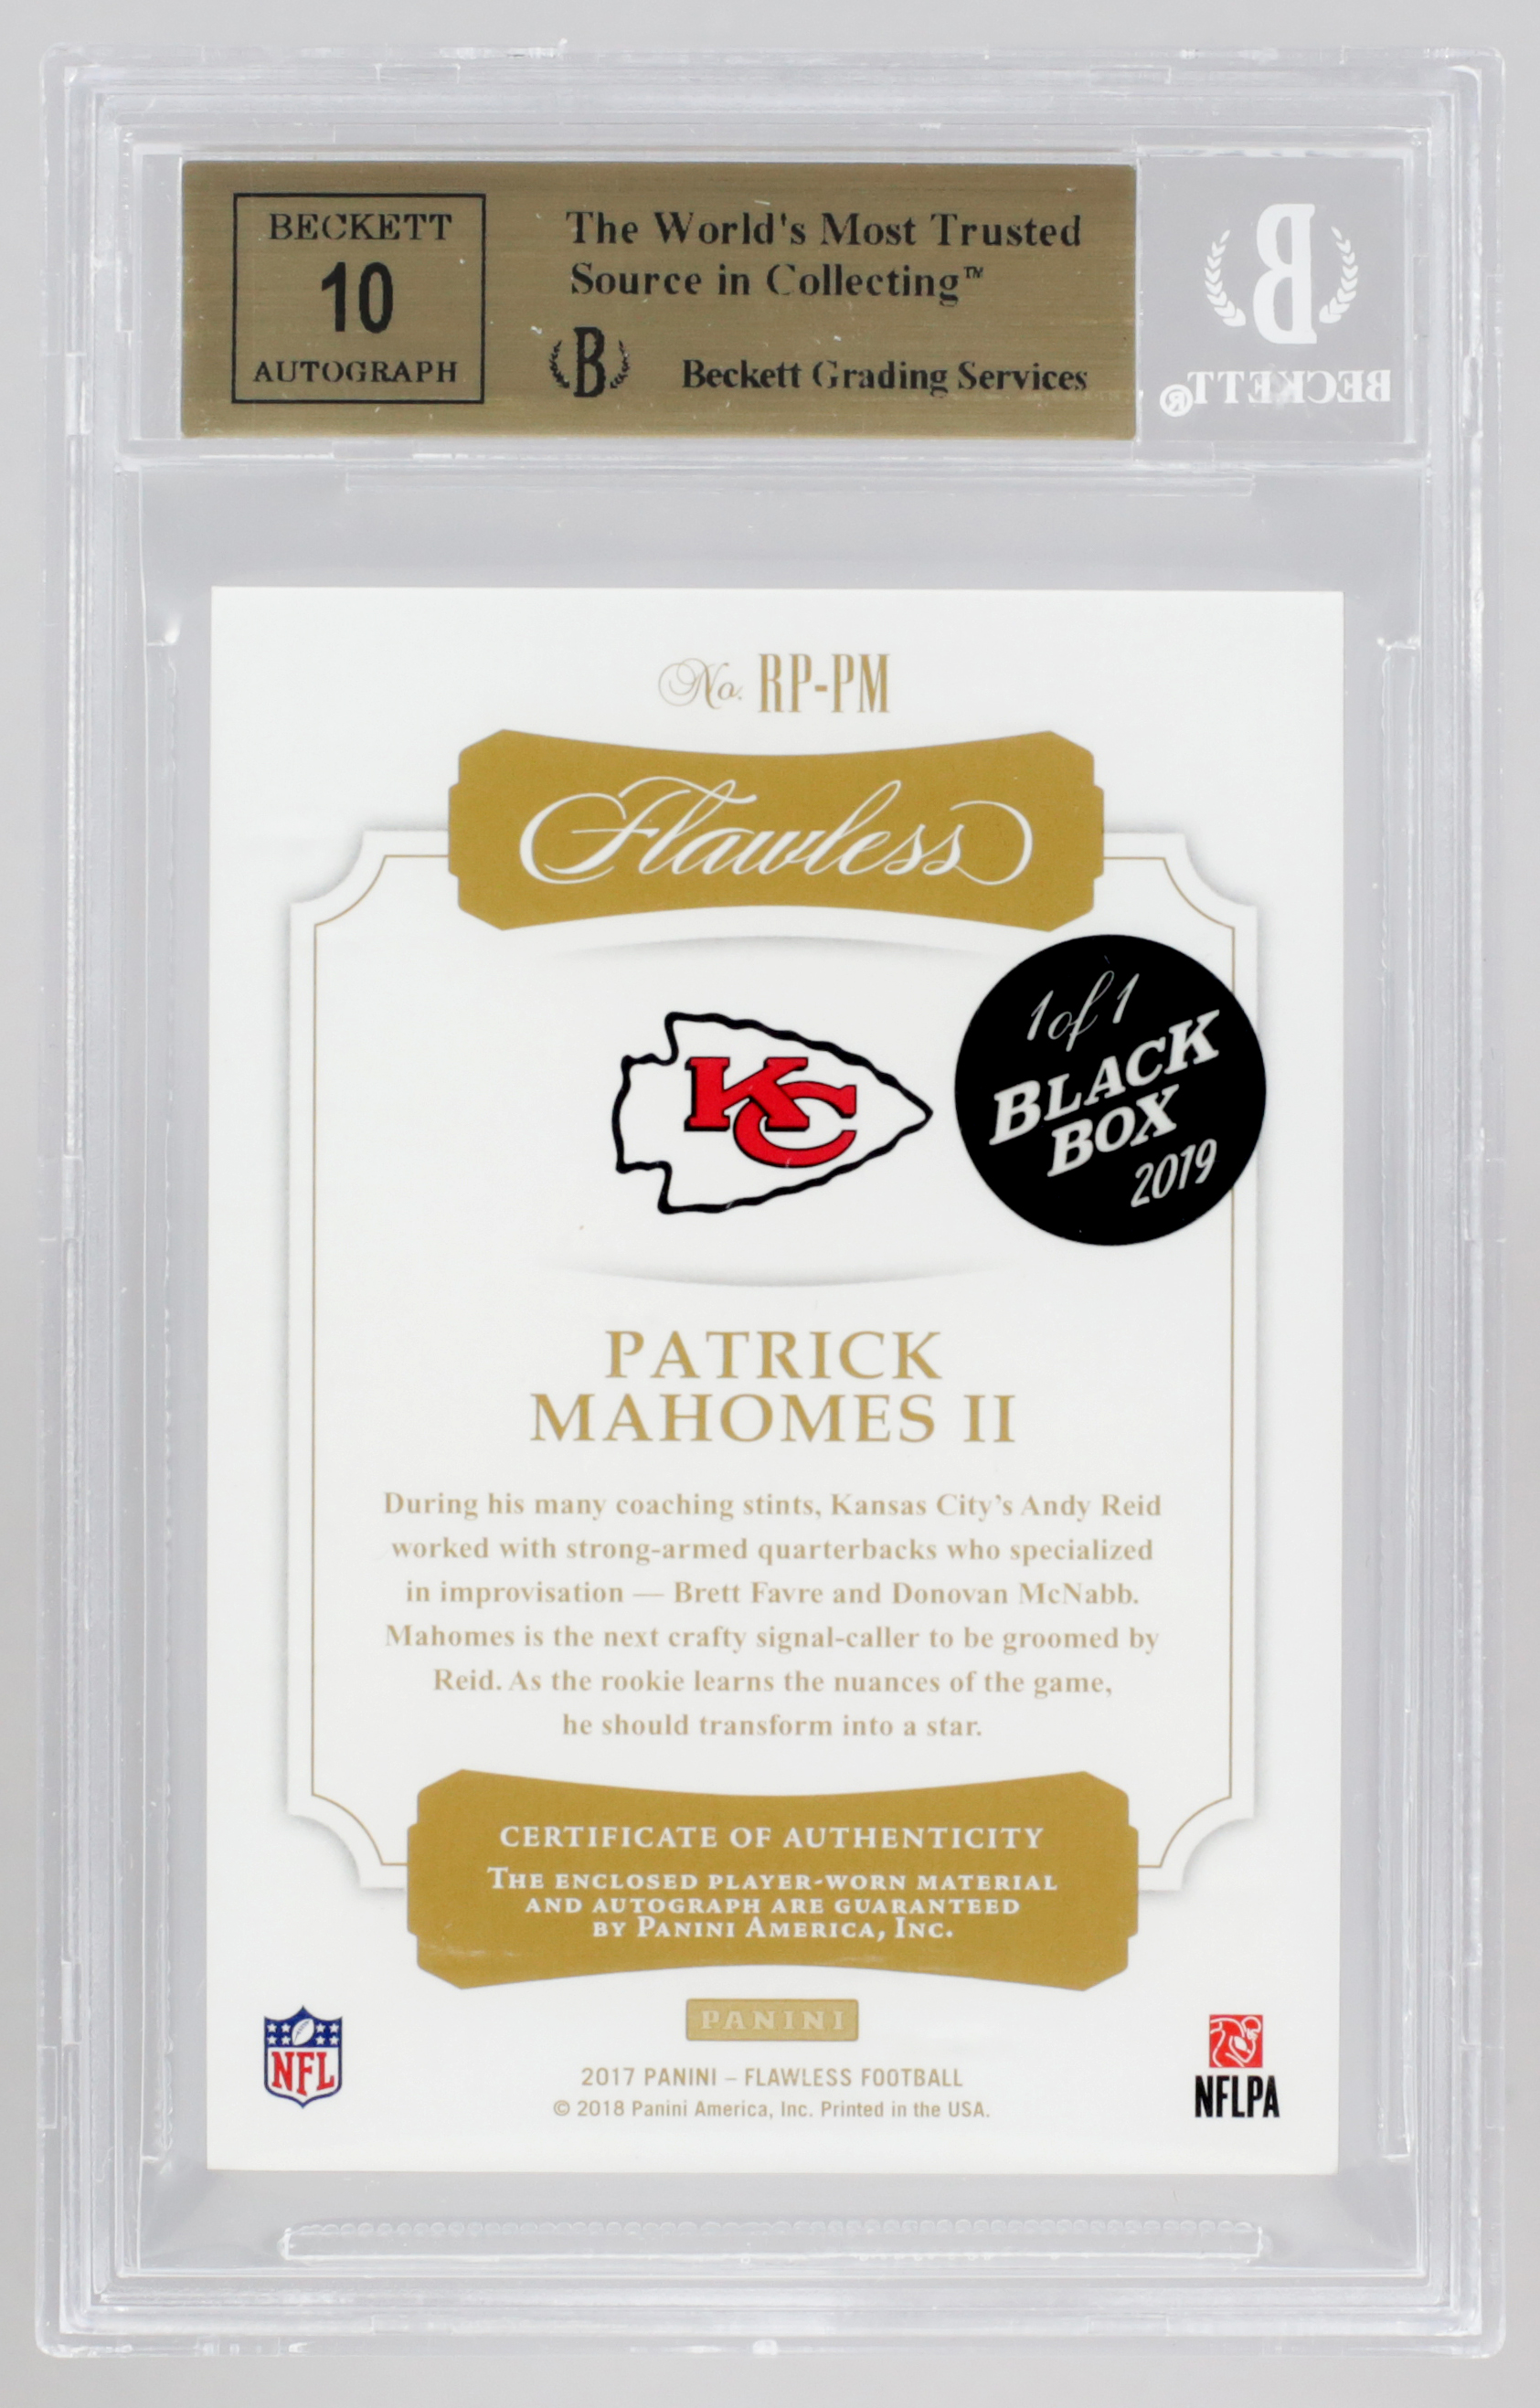 BECKETT
10
AUTOGRAPH
The World's Most Trusted
Source in Collecting™
B
Beckett Grading Services
B
BECKETT®
No. RP-PM
Flawless
KC
1 of 1
BLACK
BOX
2019
PATRICK
MAHOMES II
During his many coaching stints, Kansas City’s Andy Reid
worked with strong-armed quarterbacks who specialized
in improvisation — Brett Favre and Donovan McNabb.
Mahomes is the next crafty signal-caller to be groomed by
Reid. As the rookie learns the nuances of the game,
he should transform into a star.
CERTIFICATE OF AUTHENTICITY
THE ENCLOSED PLAYER-WORN MATERIAL
AND AUTOGRAPH ARE GUARANTEED
BY PANINI AMERICA, INC.
PANINI
NFL
2017 PANINI – FLAWLESS FOOTBALL
© 2018 Panini America, Inc. Printed in the USA.
NFLPA